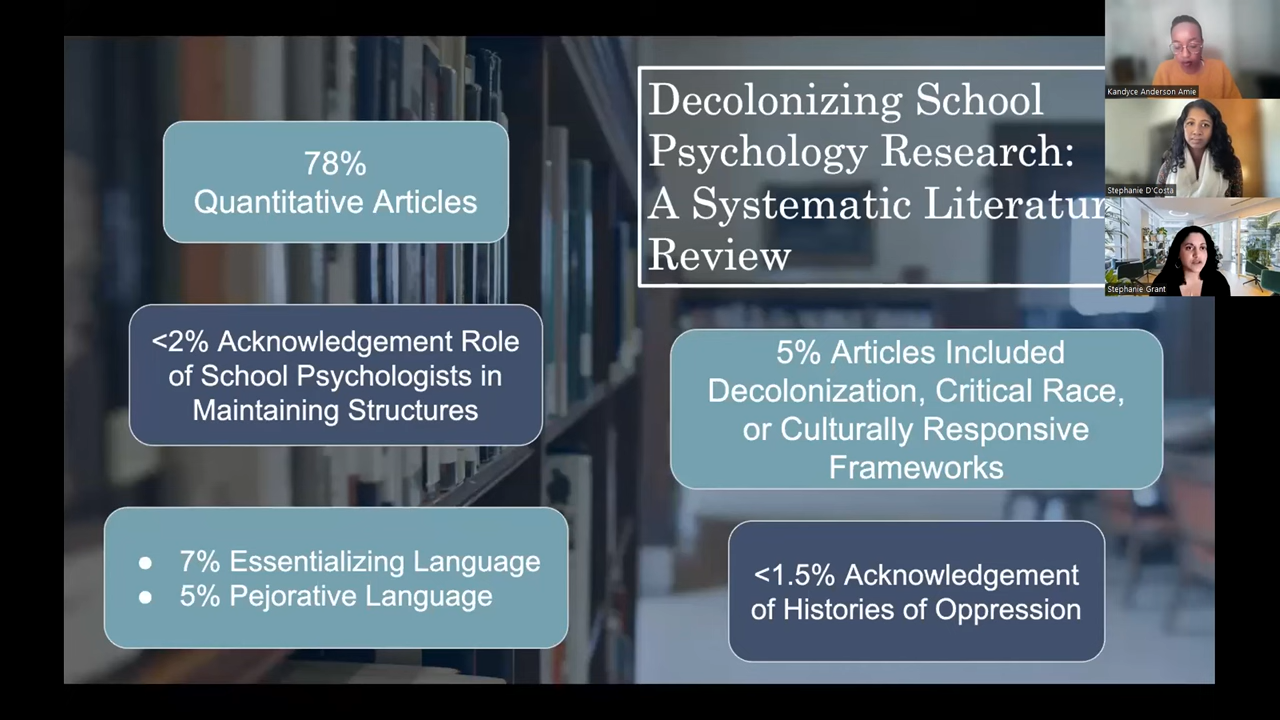 Decolonizing School
Psychology Research:
A Systematic Literatur
Review
78%
Quantitative Articles
<2% Acknowledgement Role
of School Psychologists in
Maintaining Structures
● 7% Essentializing Language
● 5% Pejorative Language
5% Articles Included
Decolonization, Critical Race,
or Culturally Responsive
Frameworks
<1.5% Acknowledgement
of Histories of Oppression
Kandyce Anderson Amie
Stephanie D'Costa
Stephanie Grant